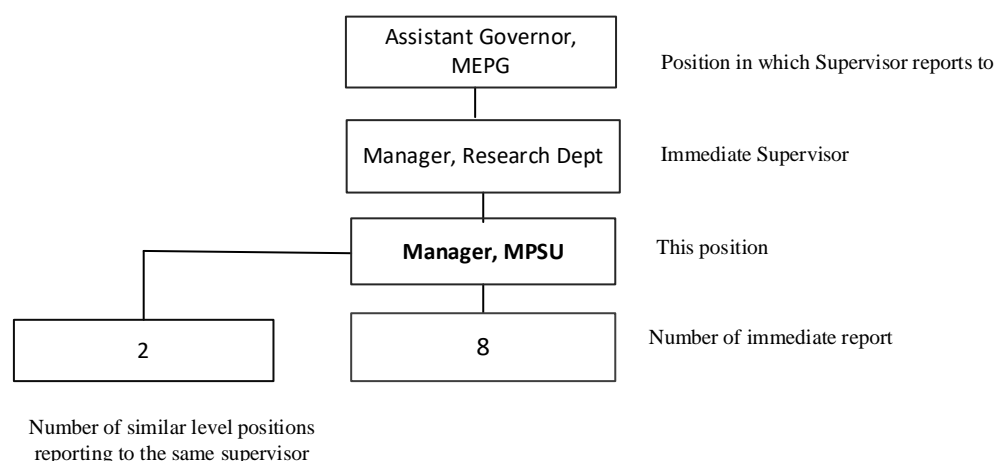 Assistant Governor,
MEPG
Position in which Supervisor reports to
Manager, Research Dept
Immediate Supervisor
Manager, MPSU
This position
2
8
Number of immediate report
Number of similar level positions
reporting to the same supervisor